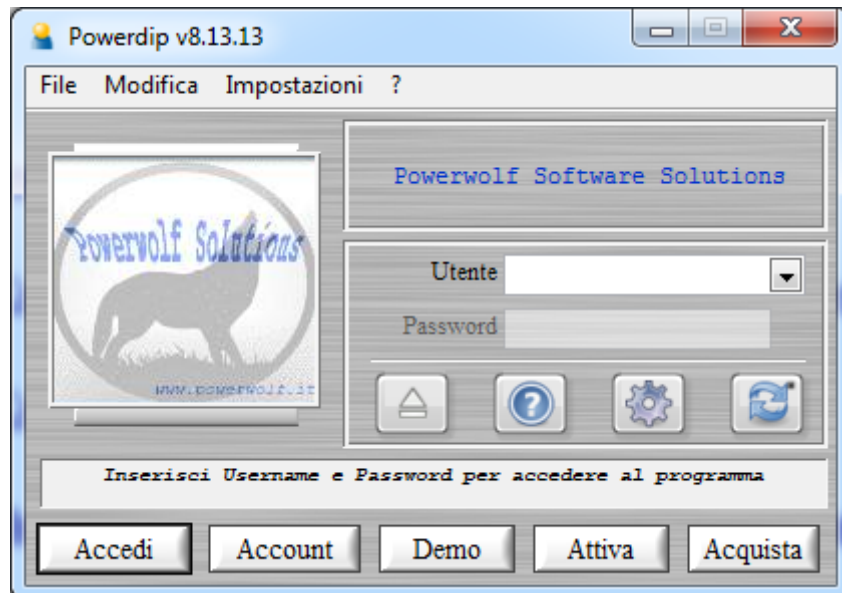 Powerdip v8.13.13
File Modifica Impostazioni ?
Powerwolf Solutions
www.powerwolf.it
Powerwolf Software Solutions
Utente
Password
Inserisci Username e Password per accedere al programma
Accedi Account Demo Attiva Acquista